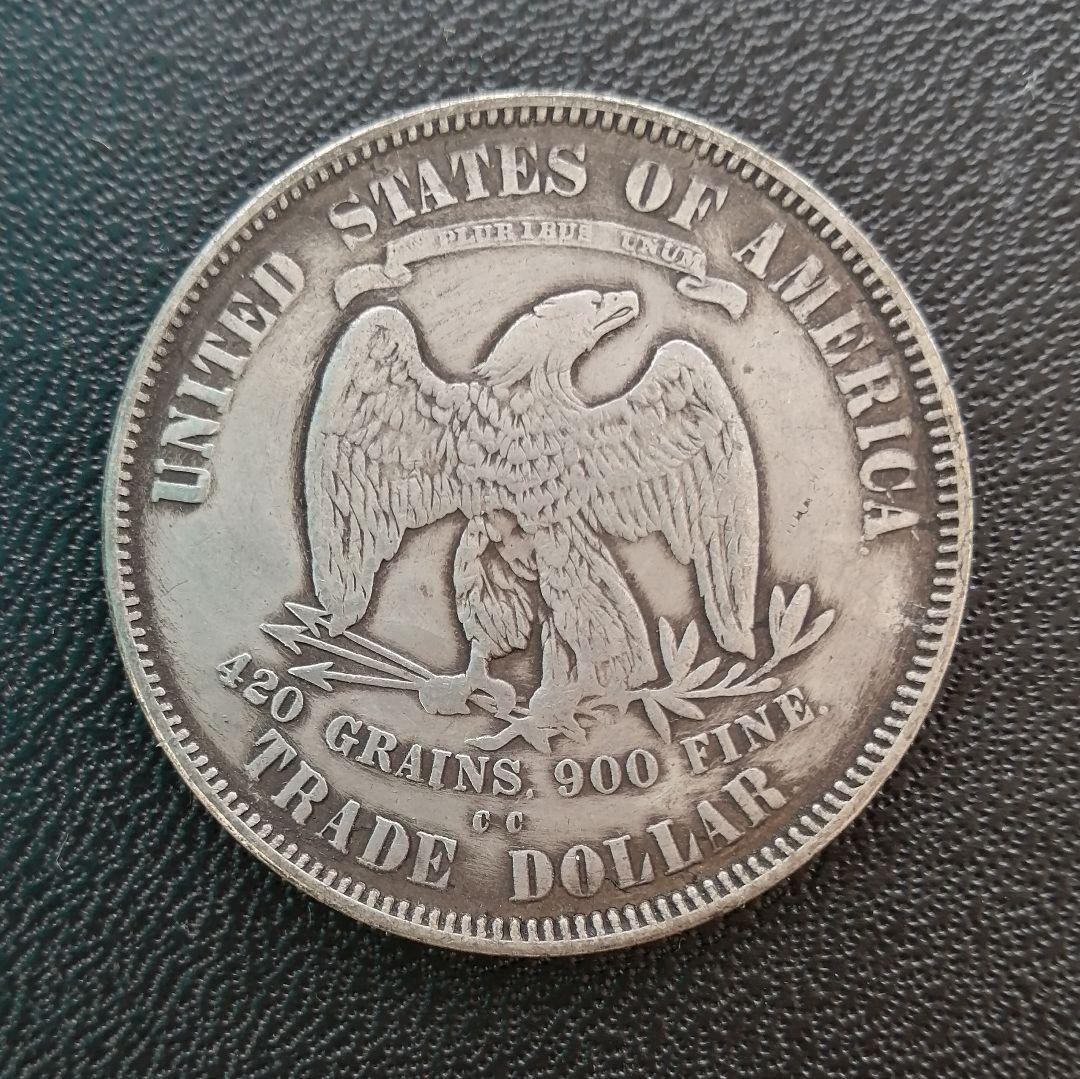 UNITED STATES OF AMERICA
PLURIBUS UNUM
420 GRAINS, 900 FINE.
CC
TRADE DOLLAR